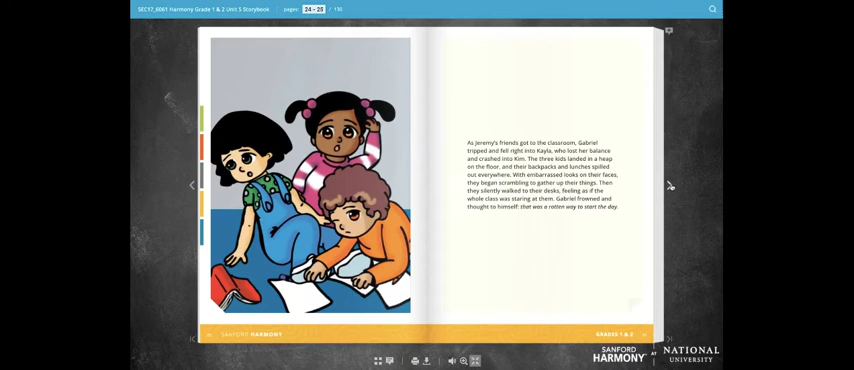 SEC17_6061 Harmony Grade 1 & 2 Unit 5 Storybook pages: 24 – 25 / 130
As Jeremy's friends got to the classroom, Gabriel
tripped and fell right into Kayla, who lost her balance
and crashed into Kim. The three kids landed in a heap
on the floor, and their backpacks and lunches spilled
out everywhere. With embarrassed looks on their faces,
they began scrambling to gather up their things. Then
they silently walked to their desks, feeling as if the
whole class was staring at them. Gabriel frowned and
thought to himself: that was a rotten way to start the day.
SANFORD HARMONY
GRADES 1 & 2
SANFORD
HARMONY AT
NATIONAL
UNIVERSITY